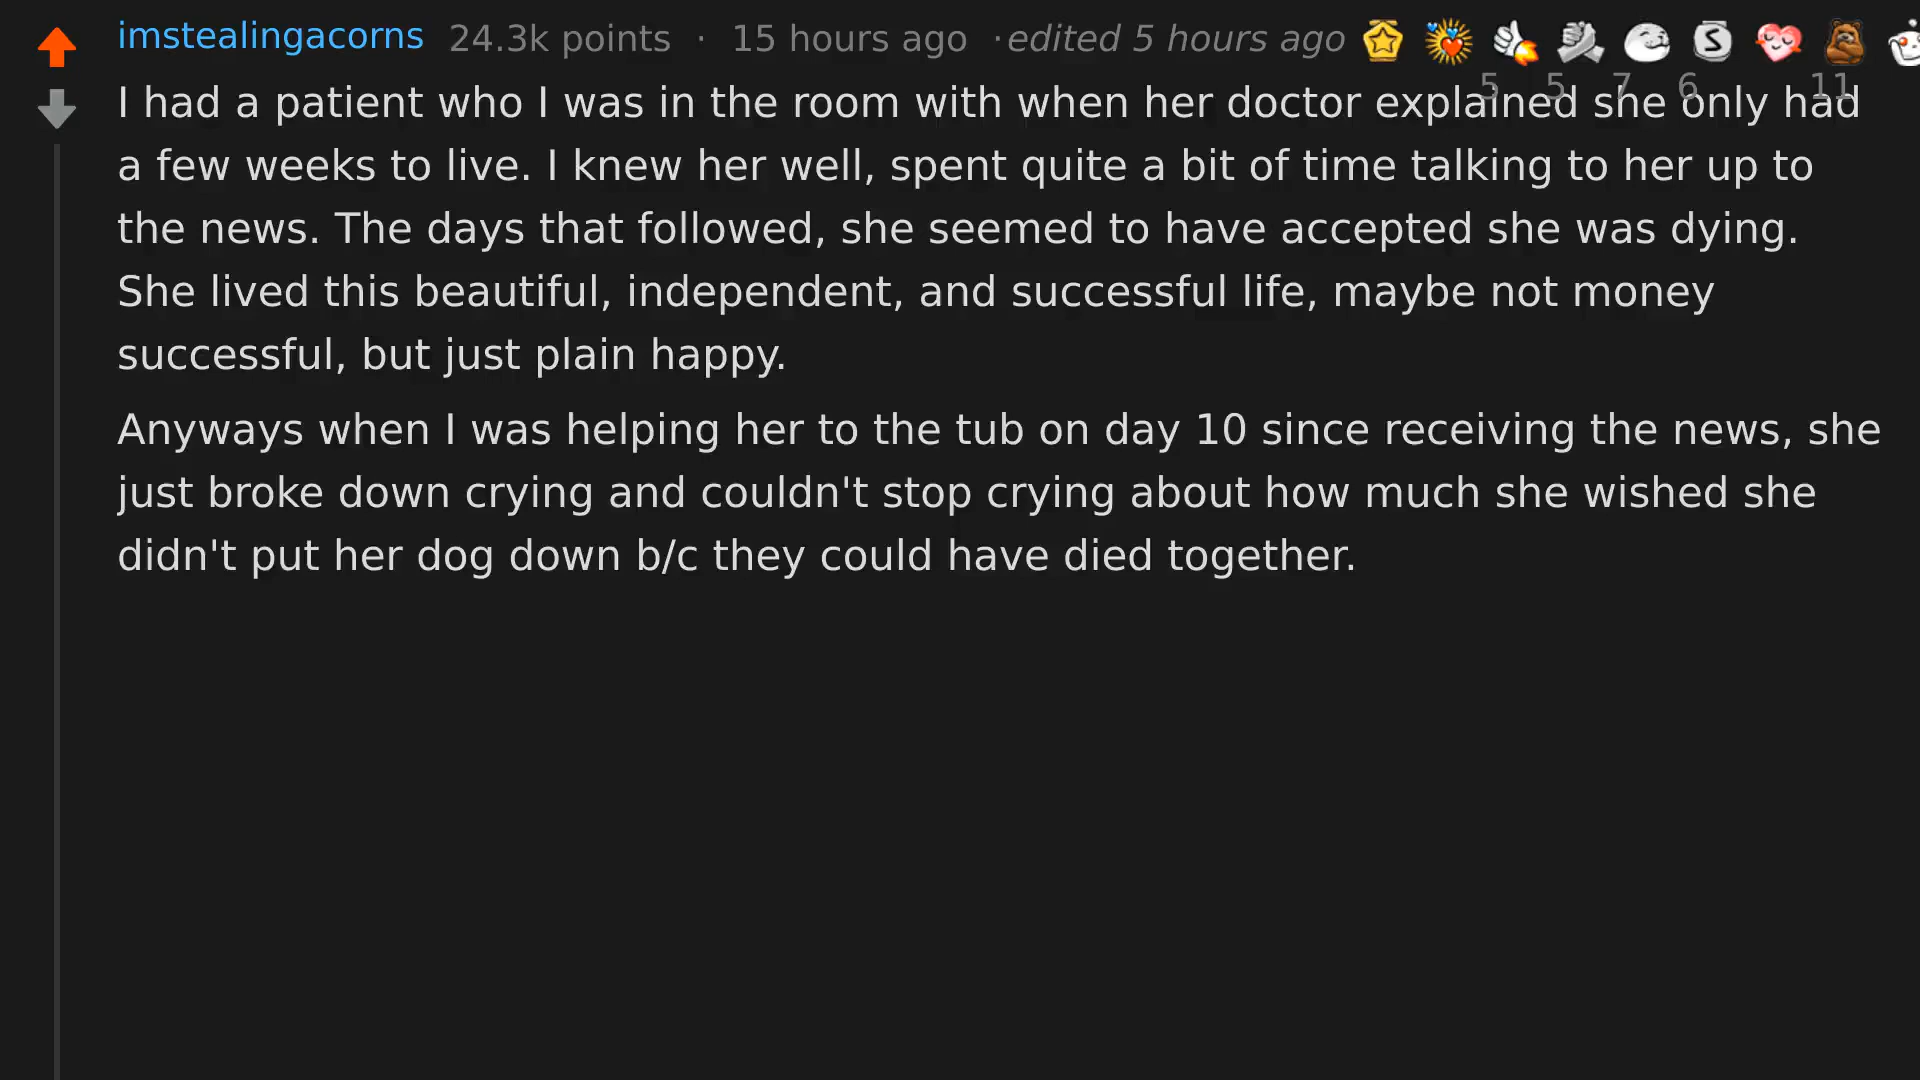 imstealingacorns 24.3k points · 15 hours ago · edited 5 hours ago
5 5 7 6 11
I had a patient who I was in the room with when her doctor explained she only had
a few weeks to live. I knew her well, spent quite a bit of time talking to her up to
the news. The days that followed, she seemed to have accepted she was dying.
She lived this beautiful, independent, and successful life, maybe not money
successful, but just plain happy.
Anyways when I was helping her to the tub on day 10 since receiving the news, she
just broke down crying and couldn't stop crying about how much she wished she
didn't put her dog down b/c they could have died together.